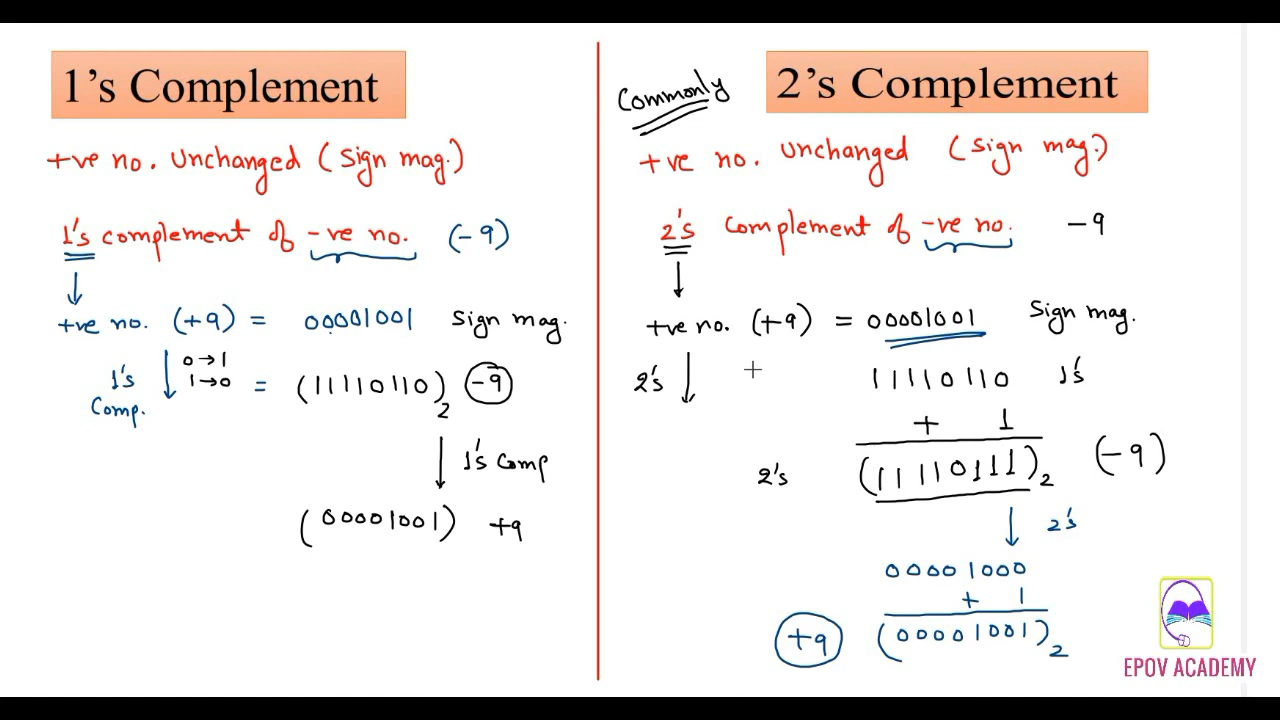 1's Complement
+ve no. Unchanged (Sign mag.)
1's complement of -ve no. (-9)
+ve no. (+9) = 00001001 Sign mag.
0→1
1→0
1's
Comp.
= (11110110)2 -9
1's Comp
(00001001) +9
Commonly
2's Complement
+ve no. Unchanged (Sign mag.)
2's Complement of -ve no. -9
+ve no. (+9) = 00001001 Sign mag.
2's + 11110110 1's
+ 1
2's (11110111)2 (-9)
2's
00001000
+ 1
+9 (00001001)2
EPOV ACADEMY